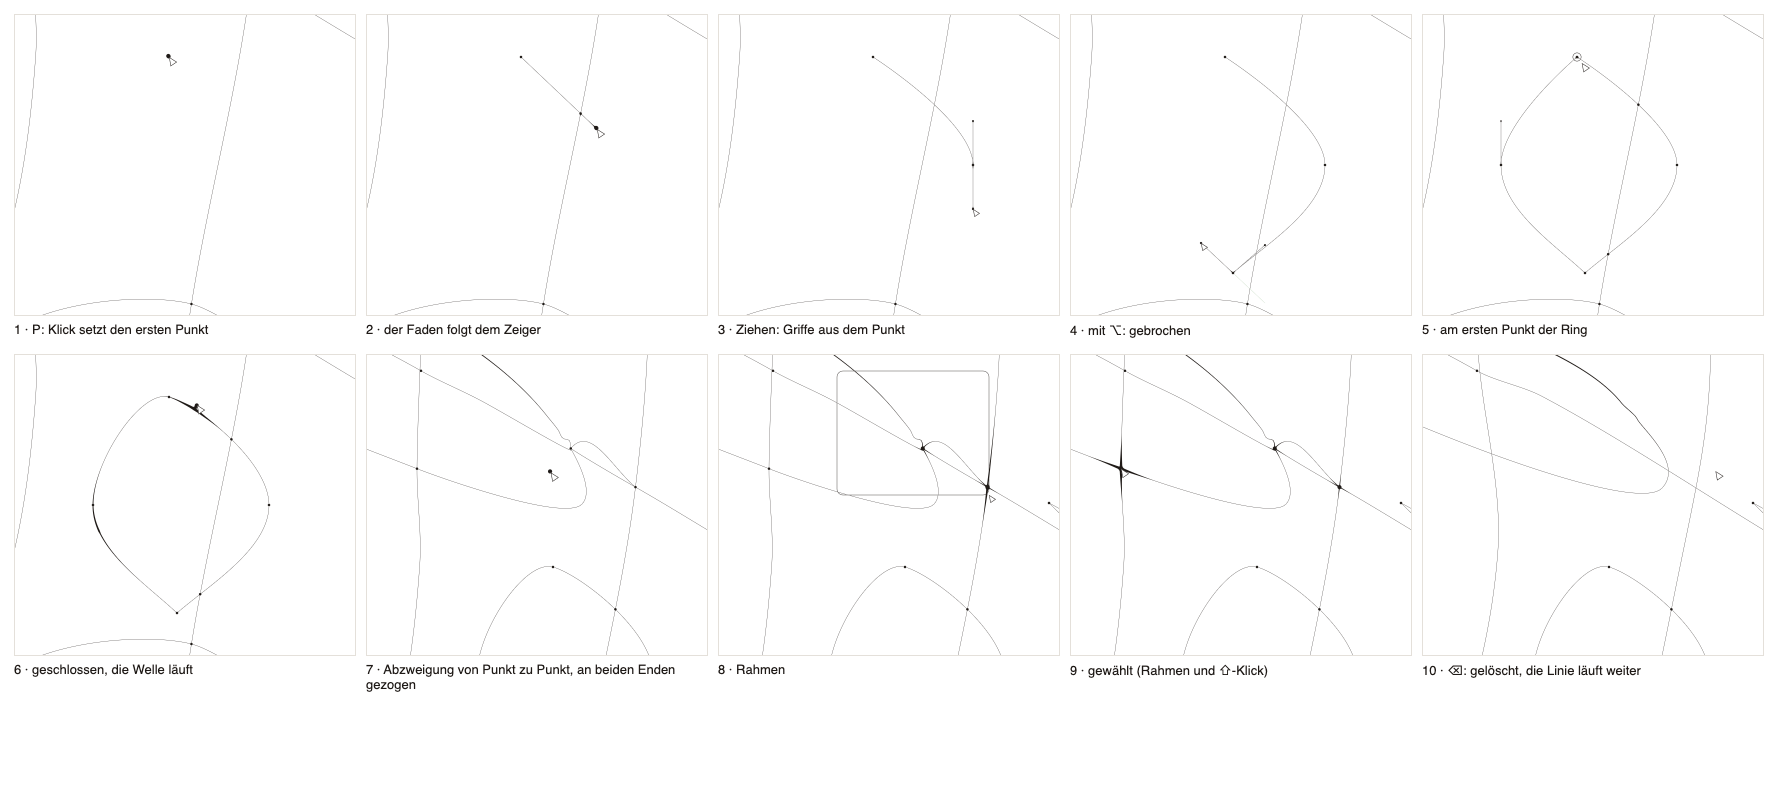 1 · P: Klick setzt den ersten Punkt
2 · der Faden folgt dem Zeiger
3 · Ziehen: Griffe aus dem Punkt
4 · mit ⌥: gebrochen
5 · am ersten Punkt der Ring
6 · geschlossen, die Welle läuft
7 · Abzweigung von Punkt zu Punkt, an beiden Enden
gezogen
8 · Rahmen
9 · gewählt (Rahmen und ⇧-Klick)
10 · ⌫: gelöscht, die Linie läuft weiter